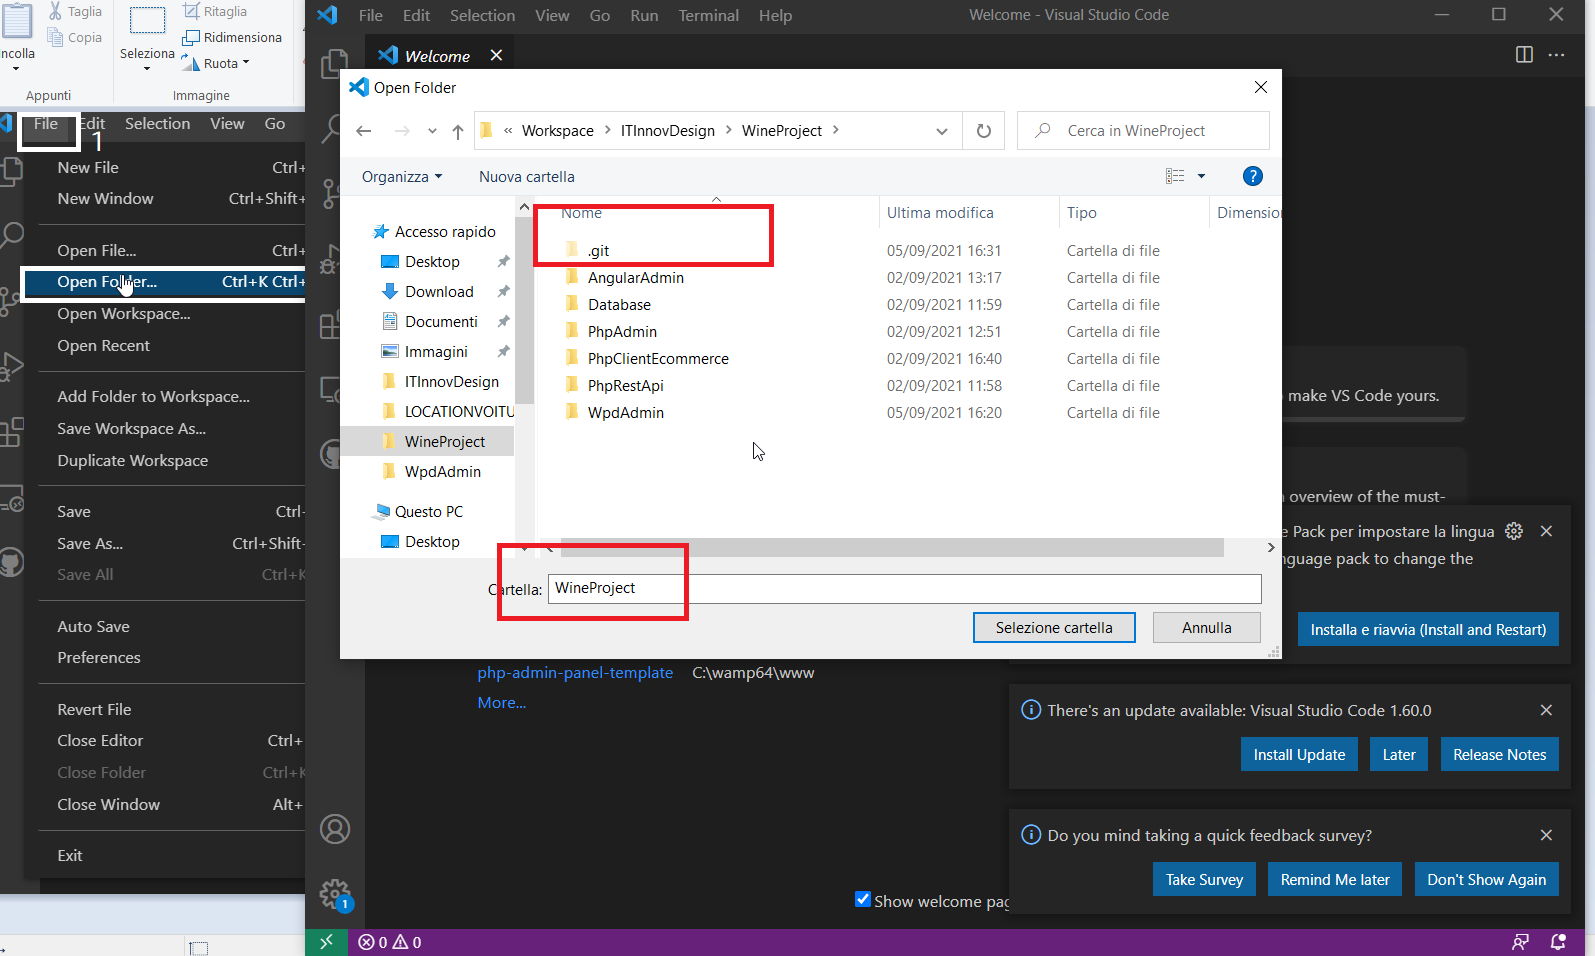 Taglia
Copia
ncolla
Appunti
Seleziona
Ritaglia
Ridimensiona
Ruota
Immagine
File Edit Selection View Go
1
New File Ctrl+
New Window Ctrl+Shift+
Open File... Ctrl+
Open Folder... Ctrl+K Ctrl+
Open Workspace...
Open Recent
Add Folder to Workspace...
Save Workspace As...
Duplicate Workspace
Save Ctrl-
Save As... Ctrl+Shift-
Save All Ctrl+K
Auto Save
Preferences
Revert File
Close Editor Ctrl+
Close Folder Ctrl+K
Close Window Alt+
Exit
File Edit Selection View Go Run Terminal Help
Welcome - Visual Studio Code
Welcome
Open Folder
« Workspace > ITInnovDesign > WineProject >
Cerca in WineProject
Organizza Nuova cartella
?
Accesso rapido
Desktop
Download
Documenti
Immagini
ITInnovDesign
LOCATIONVOITU
WineProject
WpdAdmin
Questo PC
Desktop
Nome Ultima modifica Tipo Dimension
.git 05/09/2021 16:31 Cartella di file
AngularAdmin 02/09/2021 13:17 Cartella di file
Database 02/09/2021 11:59 Cartella di file
PhpAdmin 02/09/2021 12:51 Cartella di file
PhpClientEcommerce 02/09/2021 16:40 Cartella di file
PhpRestApi 02/09/2021 11:58 Cartella di file
WpdAdmin 05/09/2021 16:20 Cartella di file
Cartella: WineProject
Selezione cartella Annulla
make VS Code yours.
overview of the must-
e Pack per impostare la lingua
nguage pack to change the
Installa e riavvia (Install and Restart)
php-admin-panel-template C:\wamp64\www
More...
There's an update available: Visual Studio Code 1.60.0
Install Update Later Release Notes
Do you mind taking a quick feedback survey?
Take Survey Remind Me later Don't Show Again
Show welcome pag
1
0 0